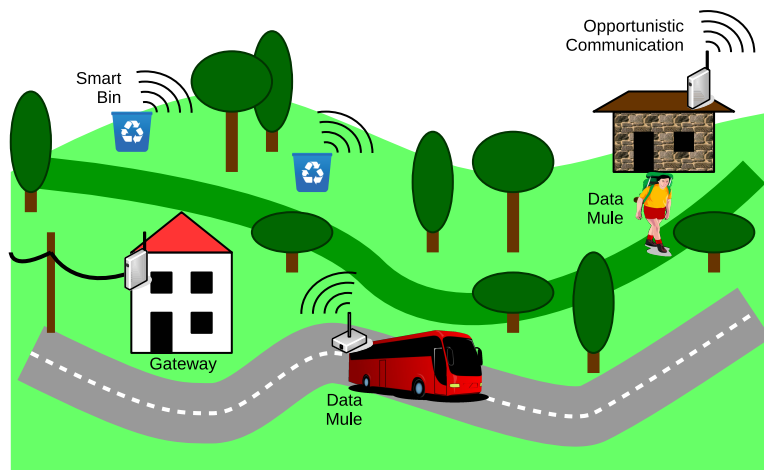 Opportunistic
Communication
Smart
Bin
Data
Mule
Gateway
Data
Mule